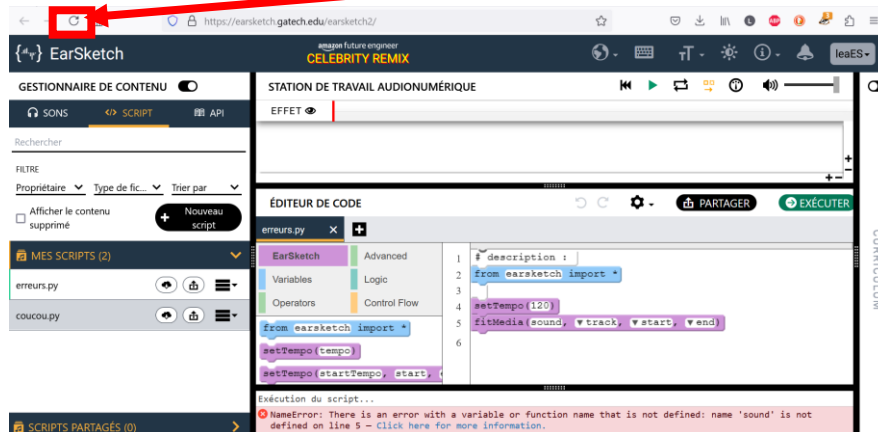 https://earsketch.gatech.edu/earsketch2/
EarSketch
amazon future engineer
CELEBRITY REMIX
leaES
GESTIONNAIRE DE CONTENU
SONS
</> SCRIPT
API
Rechercher
FILTRE
Propriétaire
Type de fic...
Trier par
Afficher le contenu
supprimé
Nouveau
script
MES SCRIPTS (2)
erreurs.py
coucou.py
SCRIPTS PARTAGÉS (0)
STATION DE TRAVAIL AUDIONUMÉRIQUE
EFFET
ÉDITEUR DE CODE
PARTAGER
EXÉCUTER
erreurs.py X
EarSketch
Advanced
Variables
Logic
Operators
Control Flow
from earsketch import *
setTempo(tempo)
setTempo(startTempo, start,
1 # description :
2 from earsketch import *
3
4 setTempo(120)
5 fitMedia(sound, ▾track, ▾start, ▾end)
6
Exécution du script...
NameError: There is an error with a variable or function name that is not defined: name 'sound' is not
defined on line 5 — Click here for more information.
CURRICULUM